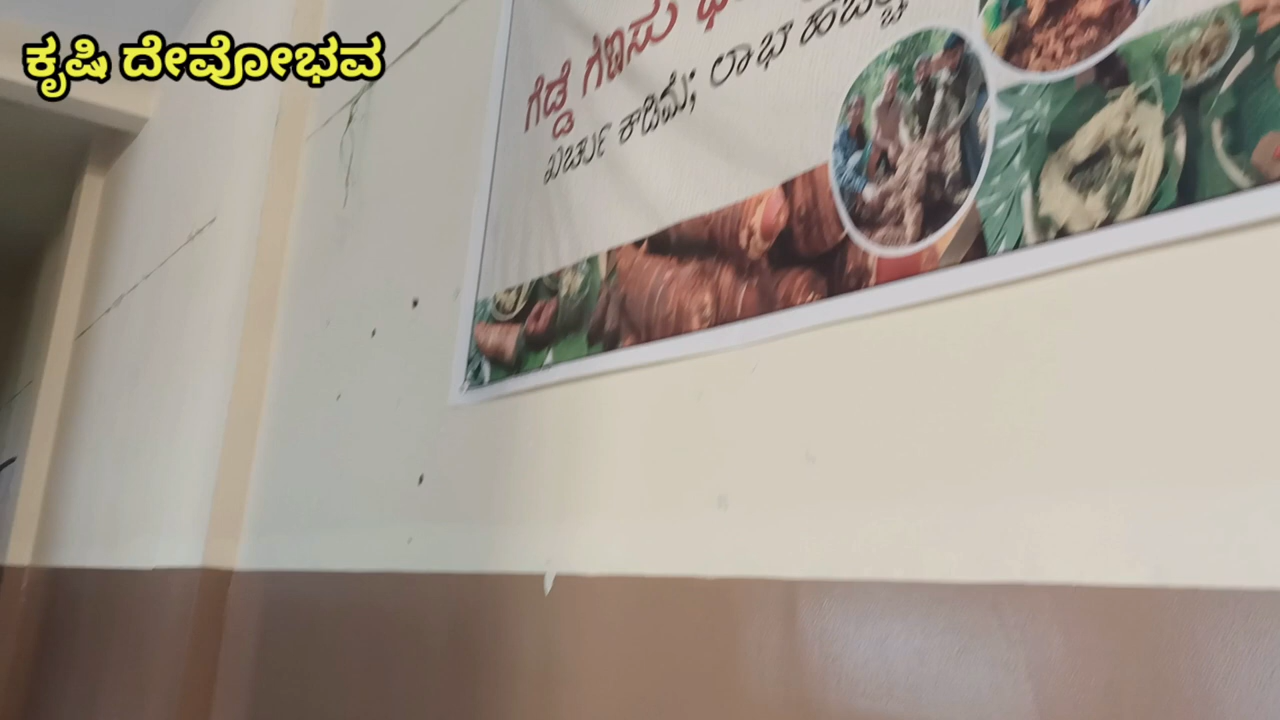 ಕೃಷಿ ದೇವೋಭವ
ಗೆಡ್ಡೆ ಗೆಣಸು
ಖರ್ಚು ಕಡಿಮೆ; ಲಾಭ ಹೆಚ್ಚು